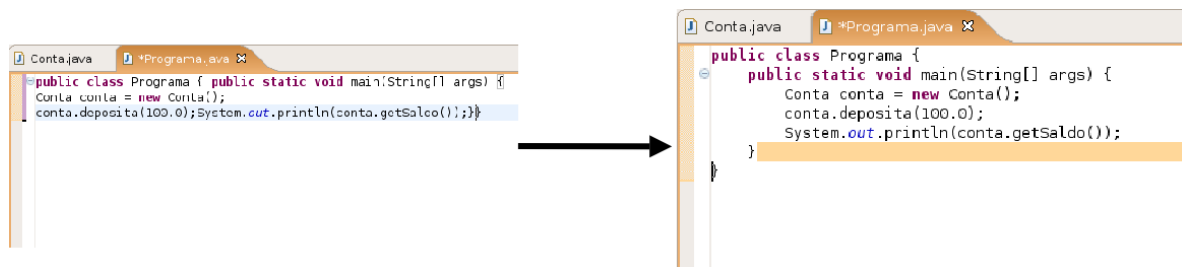 Conta.java *Programa.java
public class Programa { public static void main(String[] args) {
Conta conta = new Conta();
conta.deposita(100.0);System.out.println(conta.getSaldo());}}
Conta.java *Programa.java
public class Programa {
public static void main(String[] args) {
Conta conta = new Conta();
conta.deposita(100.0);
System.out.println(conta.getSaldo());
}
}